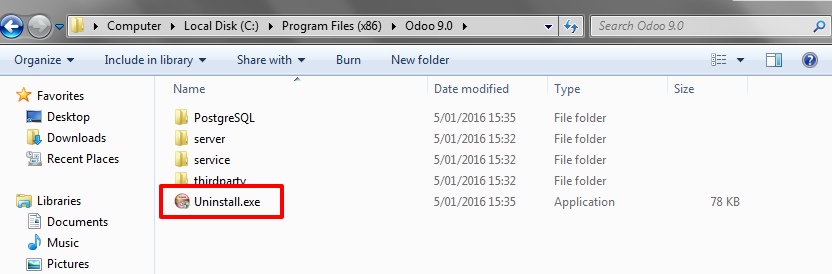 Computer ▸ Local Disk (C:) ▸ Program Files (x86) ▸ Odoo 9.0 ▸
Search Odoo 9.0
Organize Include in library Share with Burn New folder
Name Date modified Type Size
Favorites
Desktop
Downloads
Recent Places
Libraries
Documents
Music
Pictures
PostgreSQL 5/01/2016 15:35 File folder
server 5/01/2016 15:32 File folder
service 5/01/2016 15:32 File folder
thirdparty 5/01/2016 15:32 File folder
Uninstall.exe 5/01/2016 15:35 Application 78 KB